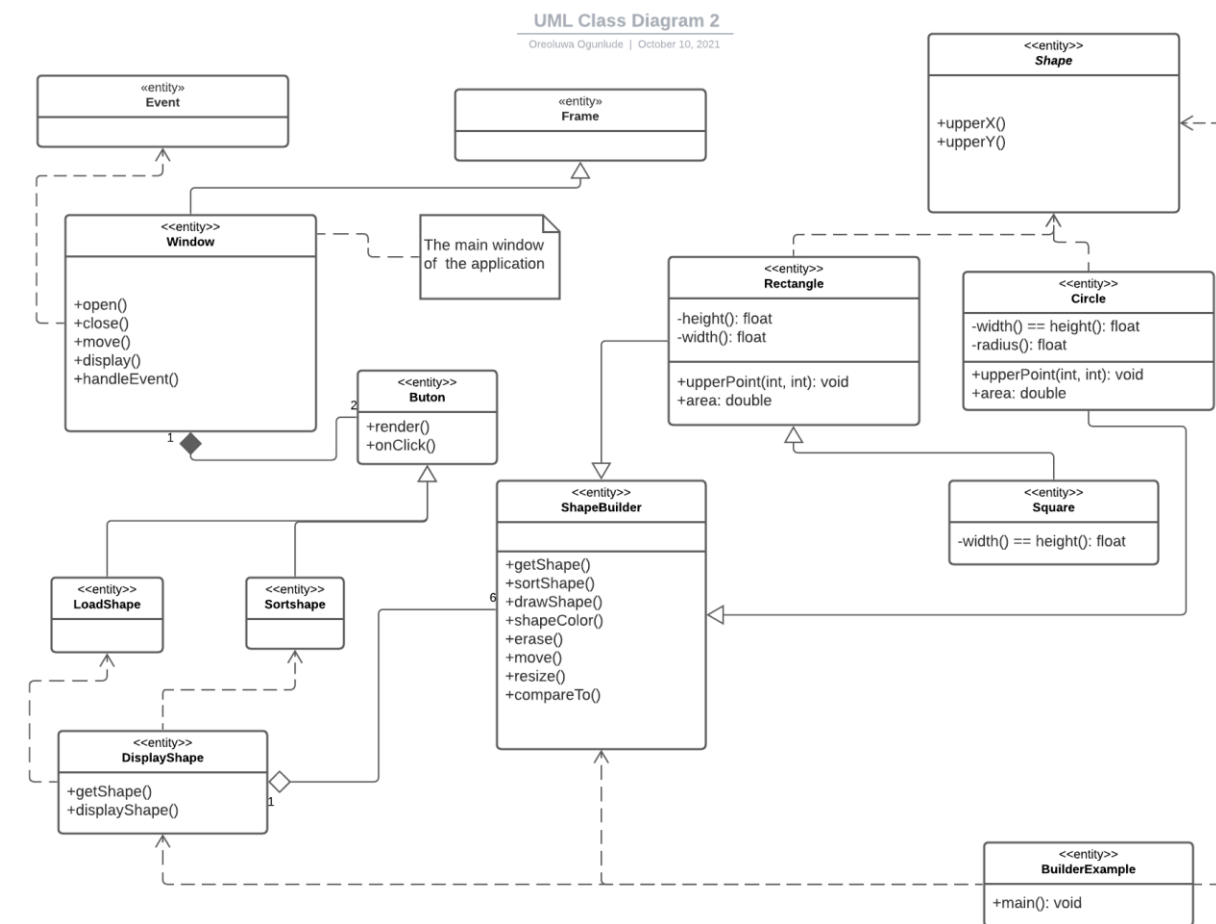 UML Class Diagram 2
Oreoluwa Ogunlude | October 10, 2021
«entity»
Event
«entity»
Frame
<<entity>>
Shape
+upperX()
+upperY()
<<entity>>
Window
+open()
+close()
+move()
+display()
+handleEvent()
The main window
of the application
<<entity>>
Rectangle
-height(): float
-width(): float
+upperPoint(int, int): void
+area: double
<<entity>>
Circle
-width() == height(): float
-radius(): float
+upperPoint(int, int): void
+area: double
1
2
<<entity>>
Buton
+render()
+onClick()
<<entity>>
ShapeBuilder
+getShape()
+sortShape()
+drawShape()
+shapeColor()
+erase()
+move()
+resize()
+compareTo()
<<entity>>
Square
-width() == height(): float
<<entity>>
LoadShape
<<entity>>
Sortshape
6
<<entity>>
DisplayShape
+getShape()
+displayShape()
1
<<entity>>
BuilderExample
+main(): void